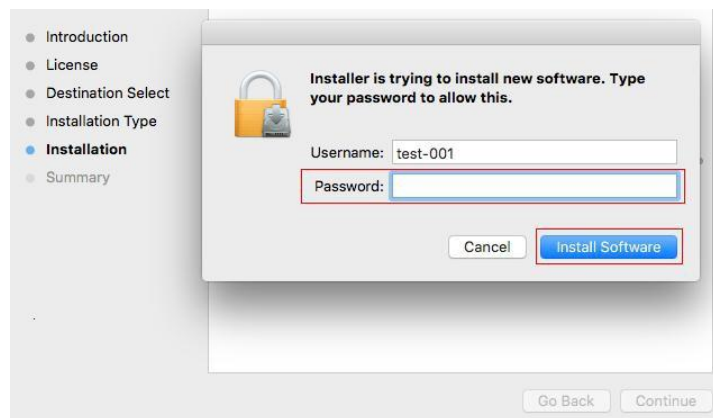 Introduction
License
Destination Select
Installation Type
Installation
Summary
Installer is trying to install new software. Type
your password to allow this.
Username: test-001
Password:
Cancel Install Software
Go Back Continue